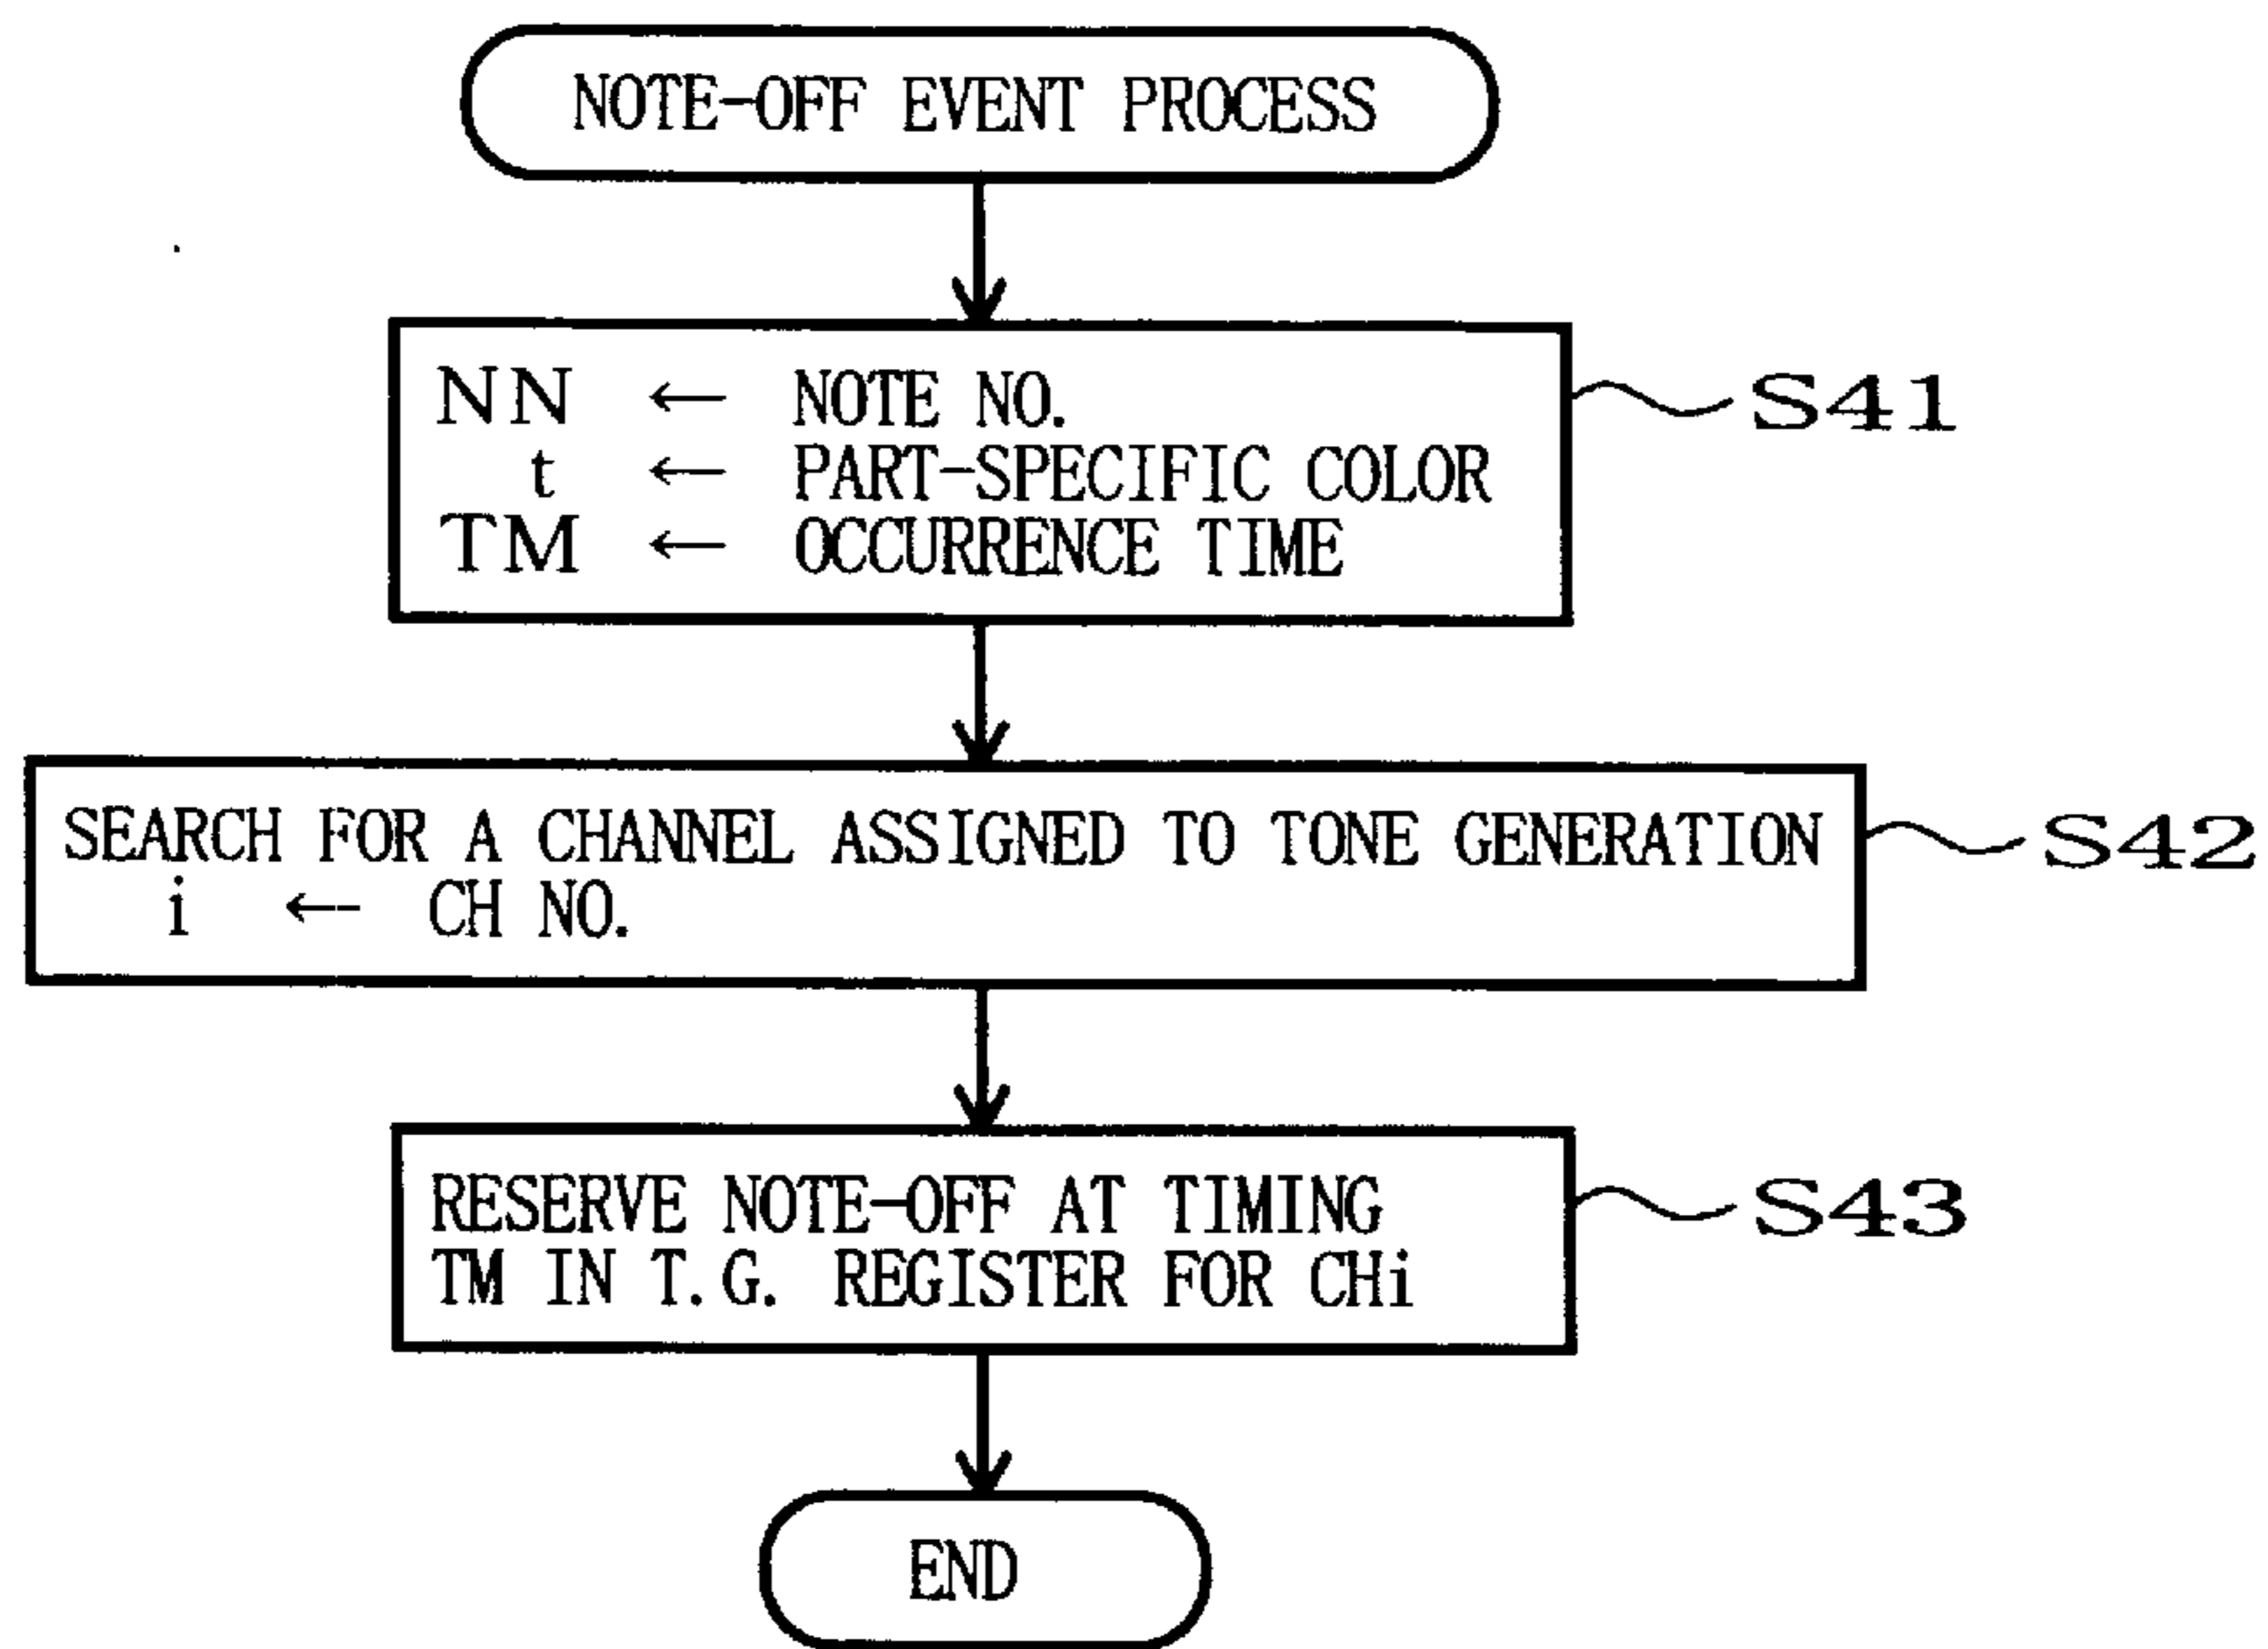 NOTE-OFF EVENT PROCESS
NN ← NOTE NO.
t ← PART-SPECIFIC COLOR
TM ← OCCURRENCE TIME
S41
SEARCH FOR A CHANNEL ASSIGNED TO TONE GENERATION
i ← CH NO.
S42
RESERVE NOTE-OFF AT TIMING
TM IN T.G. REGISTER FOR CHi
S43
END